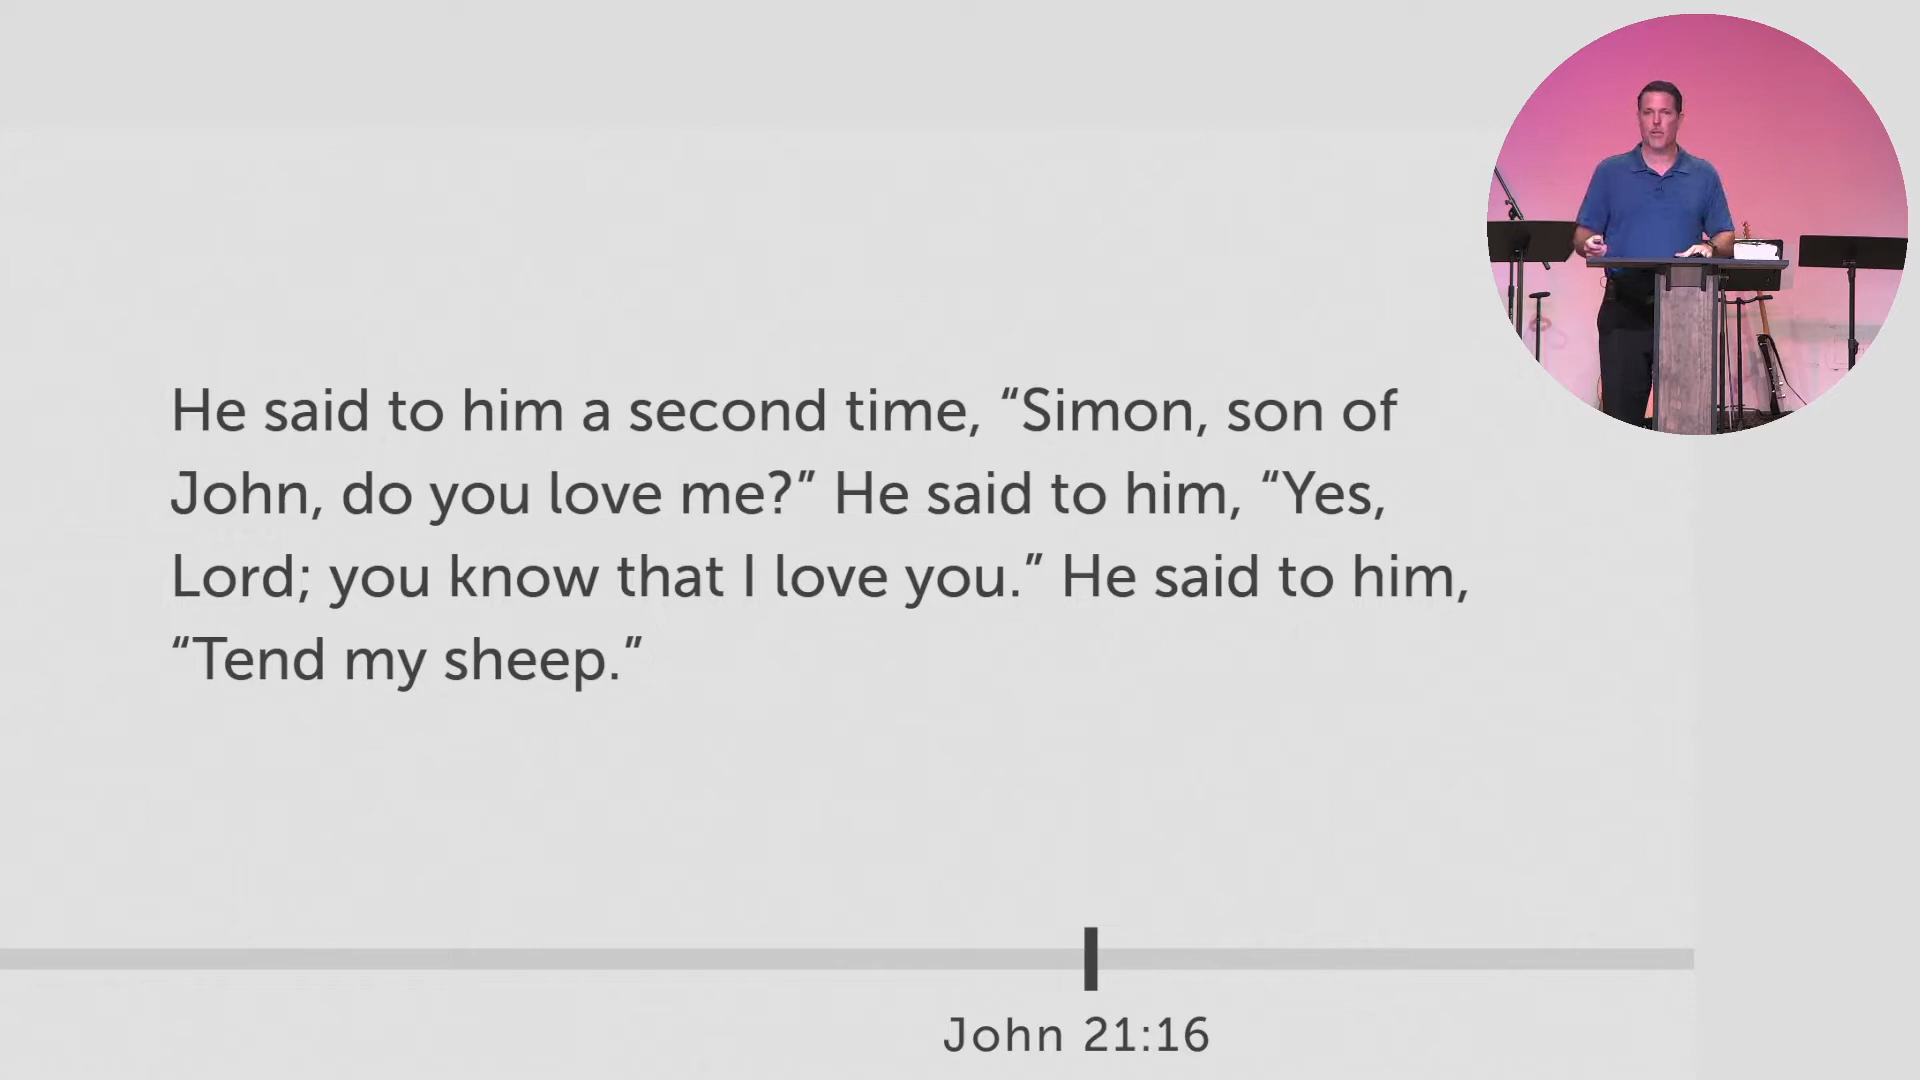 He said to him a second time, “Simon, son of
John, do you love me?” He said to him, “Yes,
Lord; you know that I love you.” He said to him,
“Tend my sheep.”
John 21:16